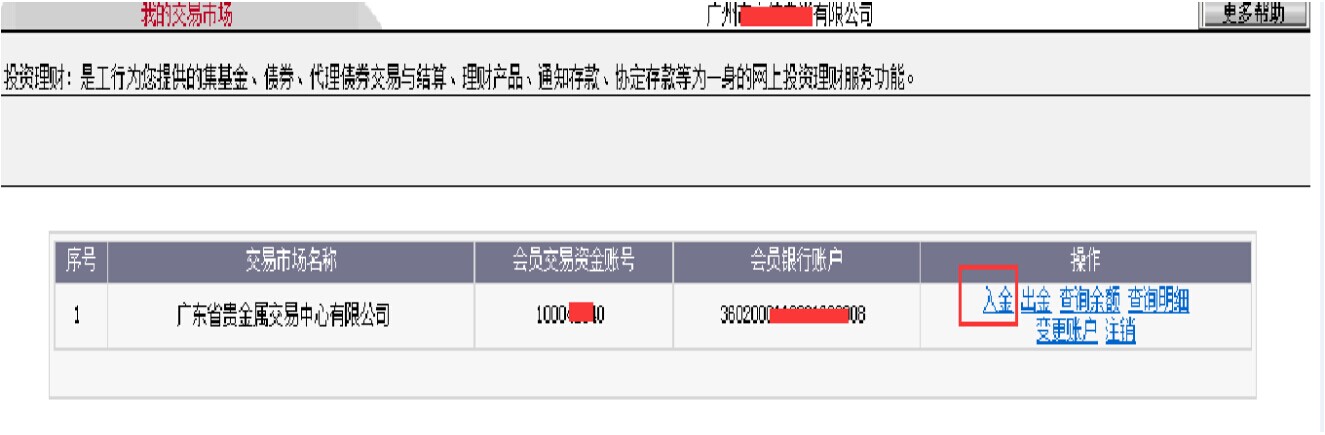 我的交易市场 广州 有限公司 更多帮助
投资理财：是工行为您提供的集基金、债券、代理债券交易与结算、理财产品、通知存款、协定存款等为一身的网上投资理财服务功能。
序号 交易市场名称 会员交易资金账号 会员银行账户 操作
1 广东省贵金属交易中心有限公司 1000 40 360200 08 入金 出金 查询余额 查询明细
变更账户 注销